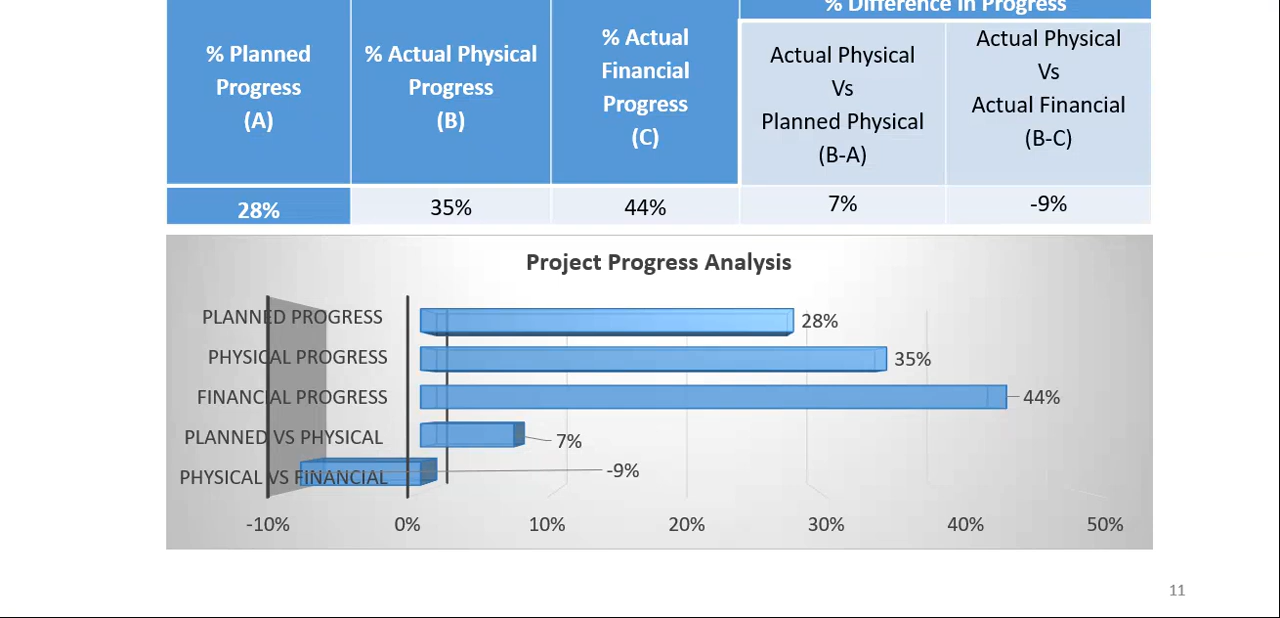 % Difference in Progress
% Planned
Progress
(A)
% Actual Physical
Progress
(B)
% Actual
Financial
Progress
(C)
Actual Physical
Vs
Planned Physical
(B-A)
Actual Physical
Vs
Actual Financial
(B-C)
28%
35%
44%
7%
-9%
Project Progress Analysis
PLANNED PROGRESS
28%
PHYSICAL PROGRESS
35%
FINANCIAL PROGRESS
44%
PLANNED VS PHYSICAL
7%
PHYSICAL VS FINANCIAL
-9%
-10%
0%
10%
20%
30%
40%
50%
11